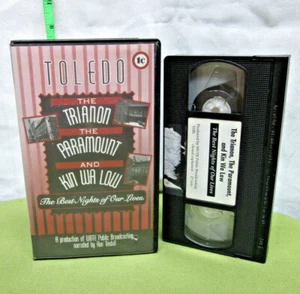 TOLEDO
THE
TRIANON
THE
PARAMOUNT
AND
KIN WA LOW
The Best Nights of Our Lives
A production of WGTE Public Broadcasting
narrated by
The Trianon, The Paramount,
and Kin Wa Low
The Best Nights of Our Lives